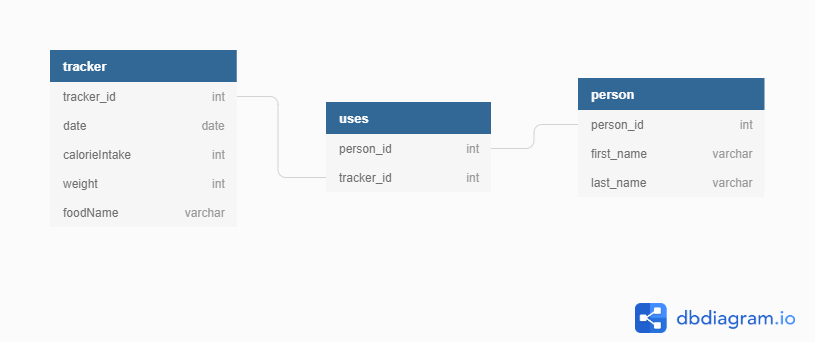 tracker
tracker_id int
date date
calorieIntake int
weight int
foodName varchar
uses
person_id int
tracker_id int
person
person_id int
first_name varchar
last_name varchar
dbdiagram.io